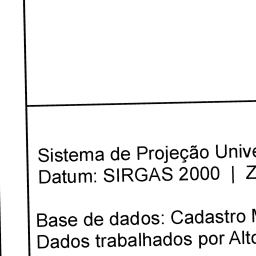 Sistema de Projeção Unive
Datum: SIRGAS 2000 | Z
Base de dados: Cadastro M
Dados trabalhados por Alto